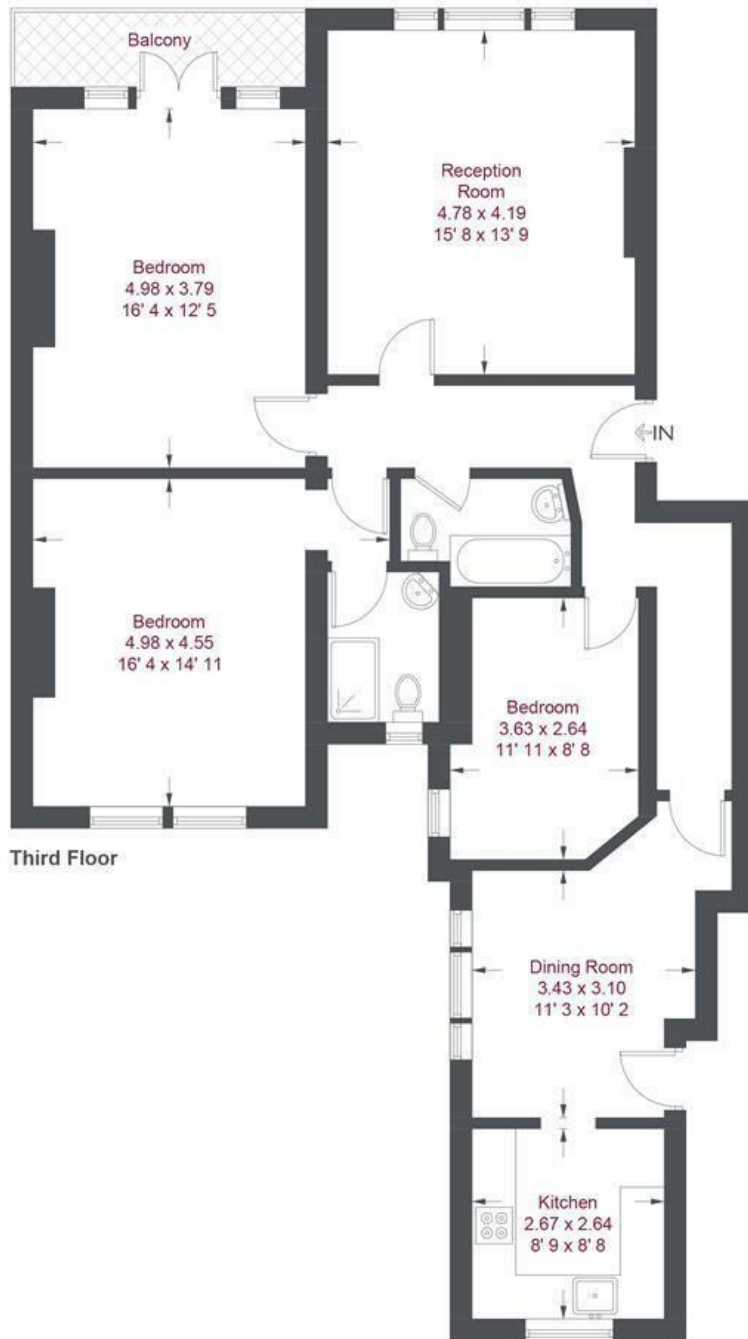 Balcony
Reception
Room
4.78 x 4.19
15' 8 x 13' 9
Bedroom
4.98 x 3.79
16' 4 x 12' 5
IN
Bedroom
4.98 x 4.55
16' 4 x 14' 11
Bedroom
3.63 x 2.64
11' 11 x 8' 8
Third Floor
Dining Room
3.43 x 3.10
11' 3 x 10' 2
Kitchen
2.67 x 2.64
8' 9 x 8' 8